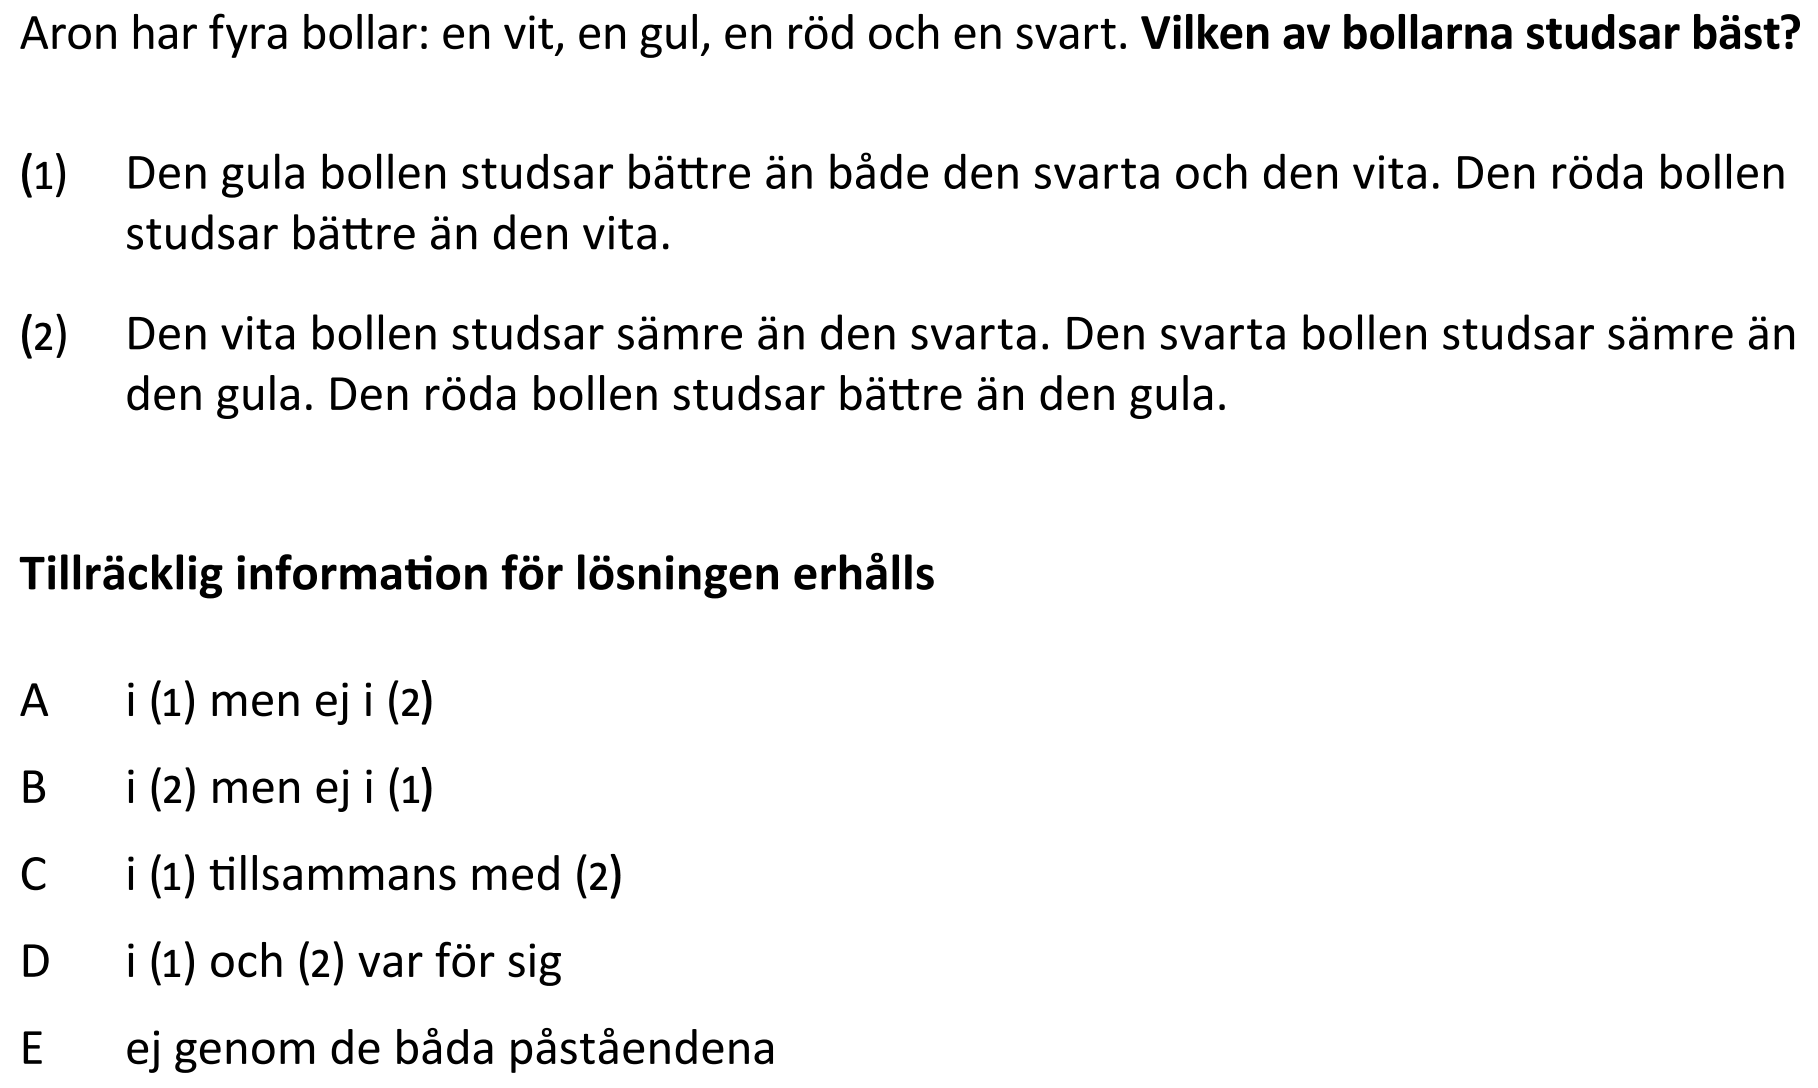 Aron har fyra bollar: en vit, en gul, en röd och en svart. Vilken av bollarna studsar bäst?
(1) Den gula bollen studsar bättre än både den svarta och den vita. Den röda bollen
studsar bättre än den vita.
(2) Den vita bollen studsar sämre än den svarta. Den svarta bollen studsar sämre än
den gula. Den röda bollen studsar bättre än den gula.
Tillräcklig information för lösningen erhålls
A i (1) men ej i (2)
B i (2) men ej i (1)
C i (1) tillsammans med (2)
D i (1) och (2) var för sig
E ej genom de båda påståendena